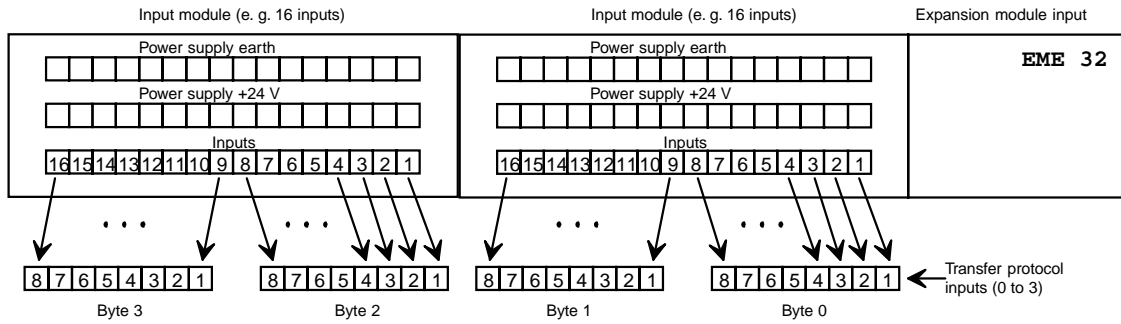 Input module (e. g. 16 inputs) Input module (e. g. 16 inputs) Expansion module input
Power supply earth Power supply earth EME 32
Power supply +24 V Power supply +24 V
Inputs Inputs
16 15 14 13 12 11 10 9 8 7 6 5 4 3 2 1 16 15 14 13 12 11 10 9 8 7 6 5 4 3 2 1
8 7 6 5 4 3 2 1 8 7 6 5 4 3 2 1 8 7 6 5 4 3 2 1 8 7 6 5 4 3 2 1 Transfer protocol
inputs (0 to 3)
Byte 3 Byte 2 Byte 1 Byte 0